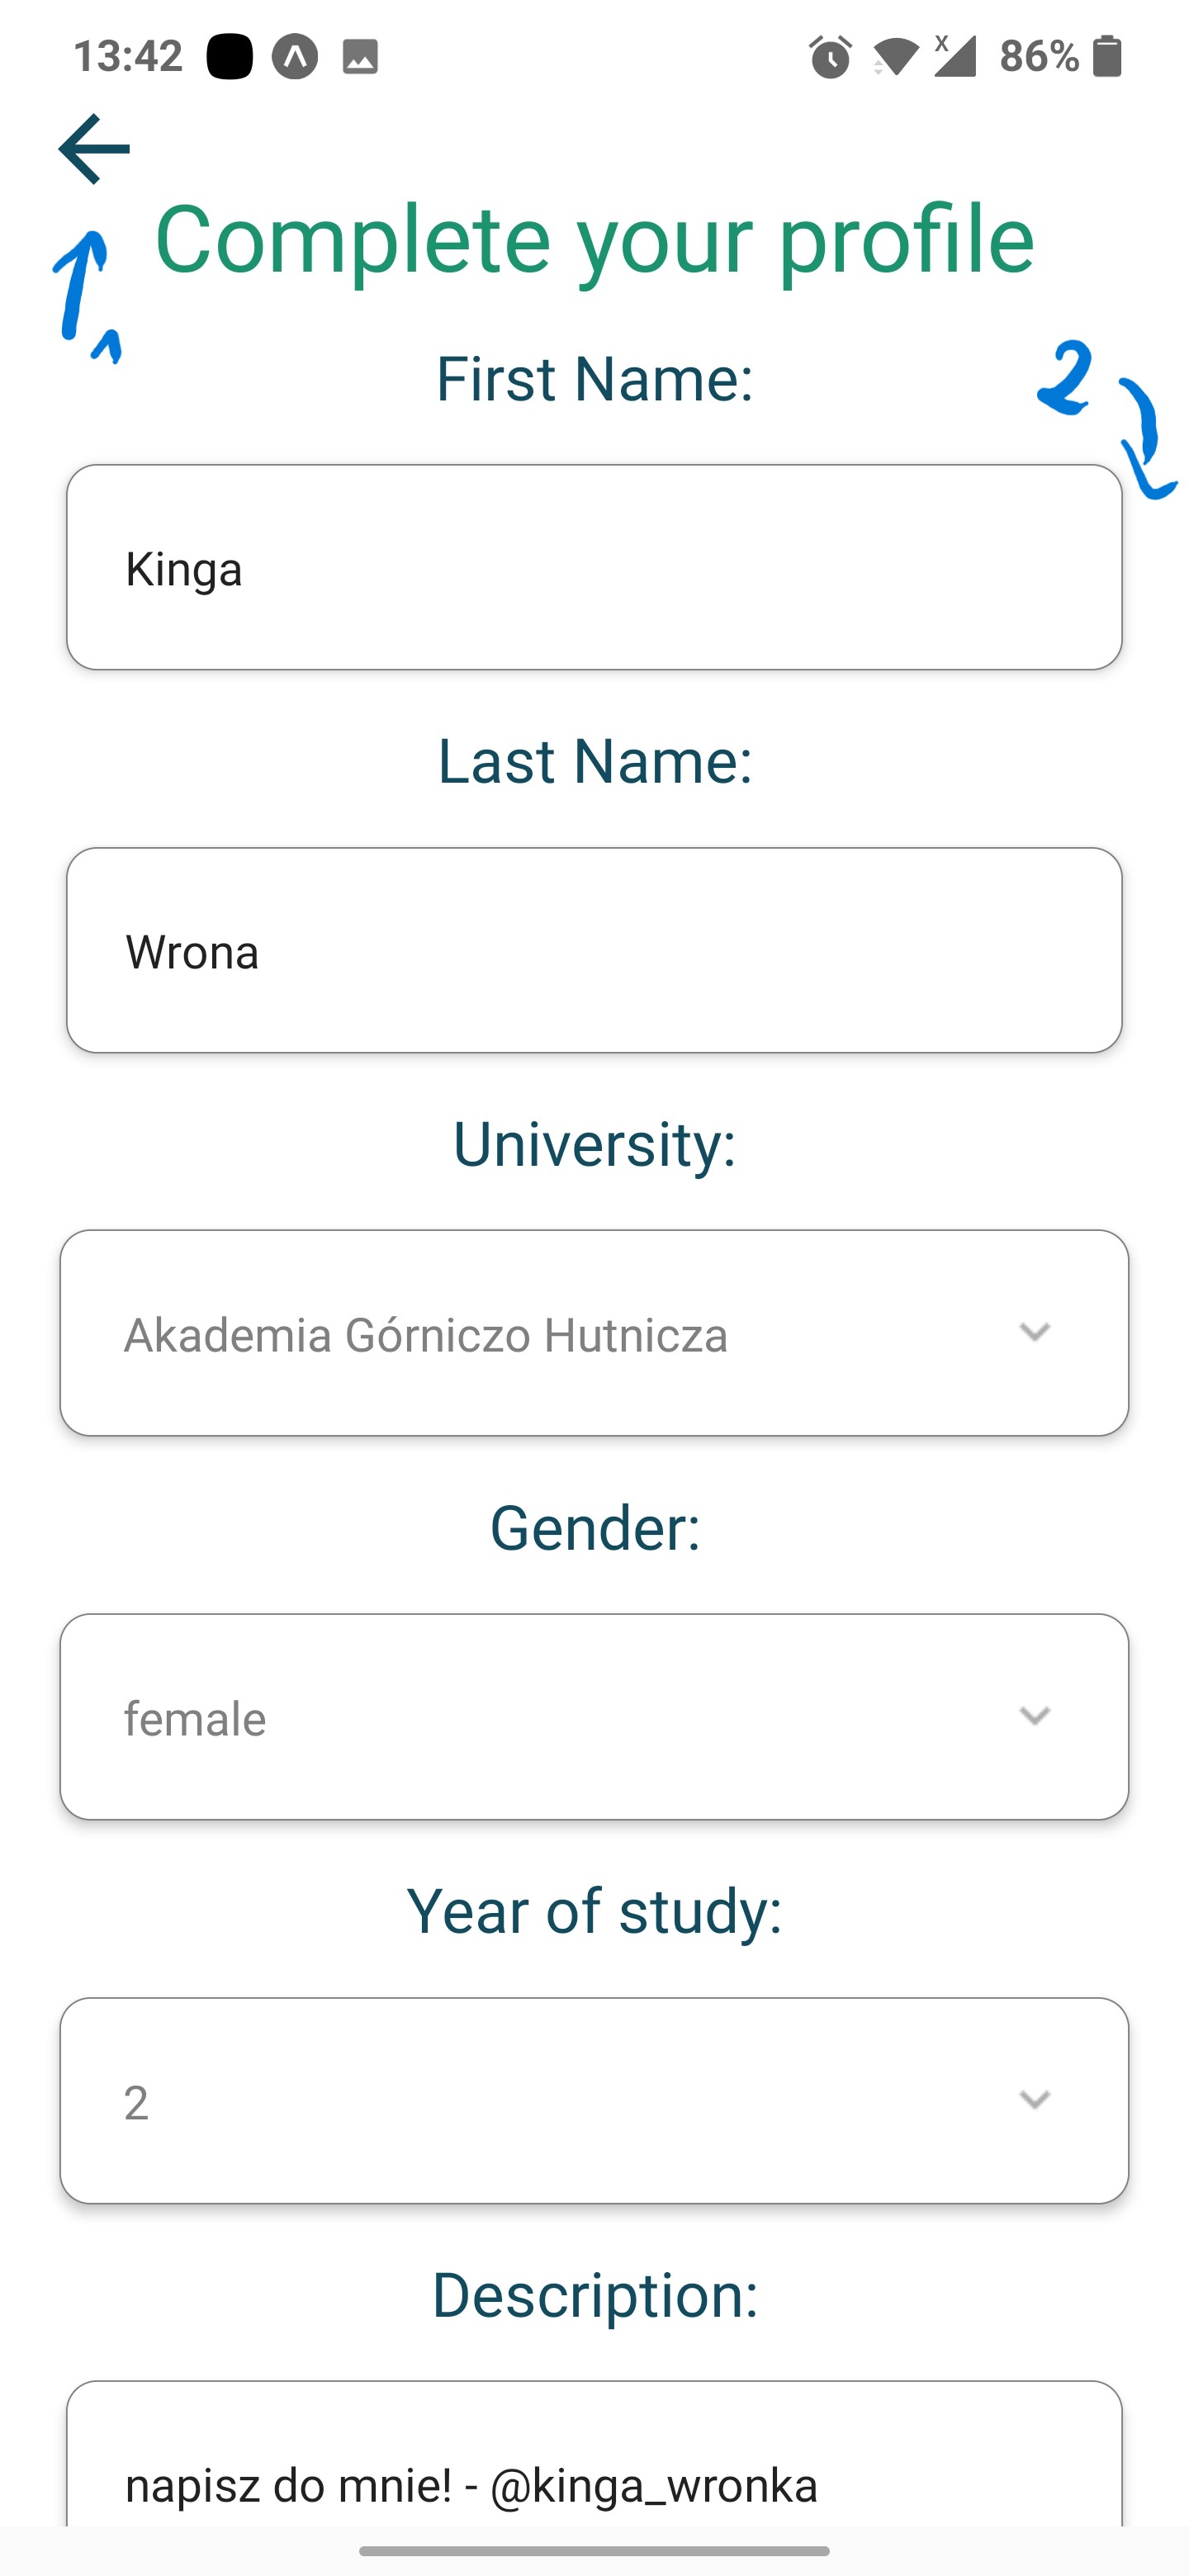 13:42 86%
Complete your profile
1
2
First Name:
Kinga
Last Name:
Wrona
University:
Akademia Górniczo Hutnicza
Gender:
female
Year of study:
2
Description:
napisz do mnie! - @kinga_wronka